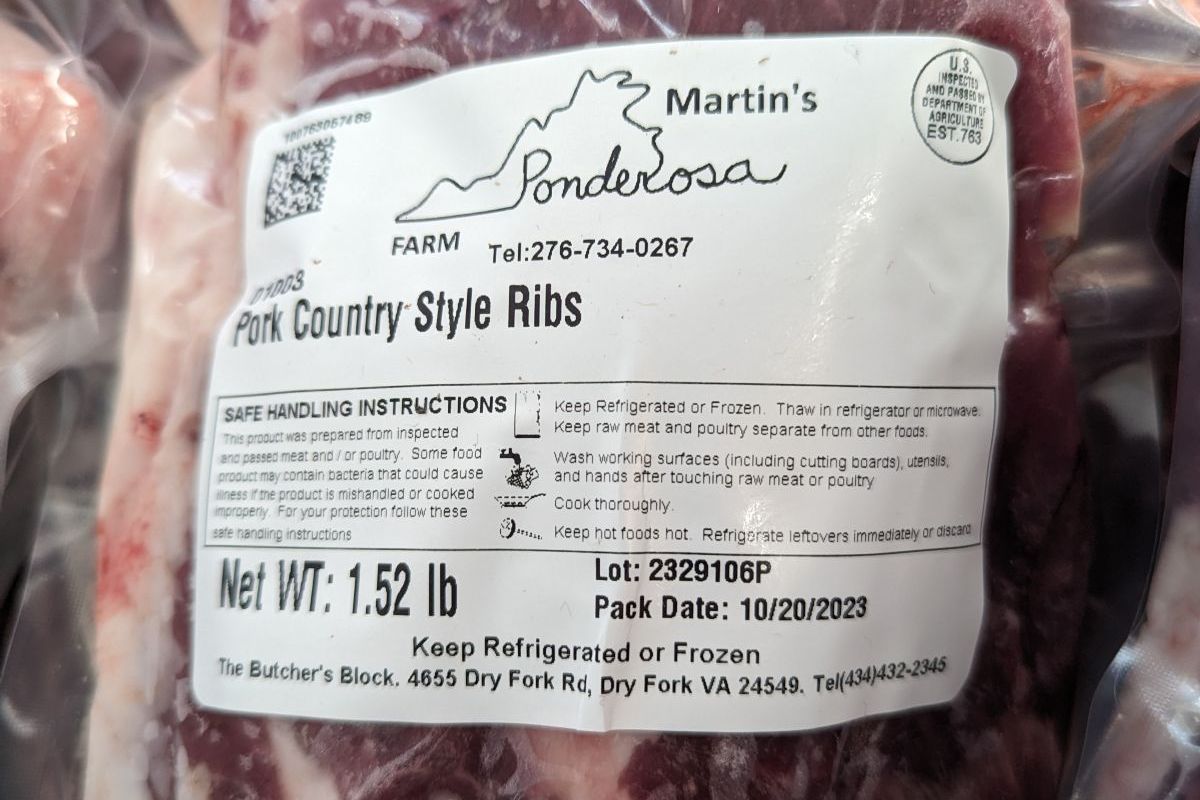 100763067489
Martin's
Ponderosa
FARM Tel:276-734-0267
U.S.
INSPECTED
AND PASSED BY
DEPARTMENT OF
AGRICULTURE
EST.763
01003
Pork Country Style Ribs
SAFE HANDLING INSTRUCTIONS
This product was prepared from inspected
and passed meat and / or poultry. Some food
product may contain bacteria that could cause
illness if the product is mishandled or cooked
improperly. For your protection follow these
safe handling instructions
Keep Refrigerated or Frozen. Thaw in refrigerator or microwave.
Keep raw meat and poultry separate from other foods.
Wash working surfaces (including cutting boards), utensils,
and hands after touching raw meat or poultry
Cook thoroughly.
Keep hot foods hot. Refrigerate leftovers immediately or discard
Net WT: 1.52 lb
Lot: 2329106P
Pack Date: 10/20/2023
Keep Refrigerated or Frozen
The Butcher's Block. 4655 Dry Fork Rd, Dry Fork VA 24549. Tel(434)432-2345